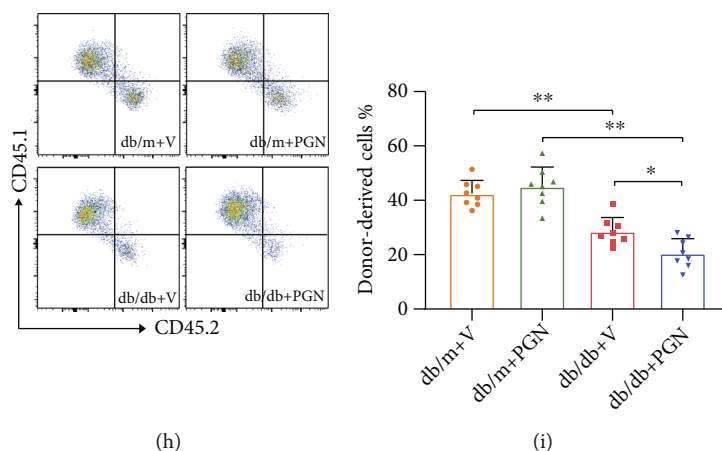 CD45.1
db/m+V
db/m+PGN
db/db+V
db/db+PGN
CD45.2
(h)
Donor-derived cells %
80
60
40
20
0
**
**
*
db/m+V
db/m+PGN
db/db+V
db/db+PGN
(i)